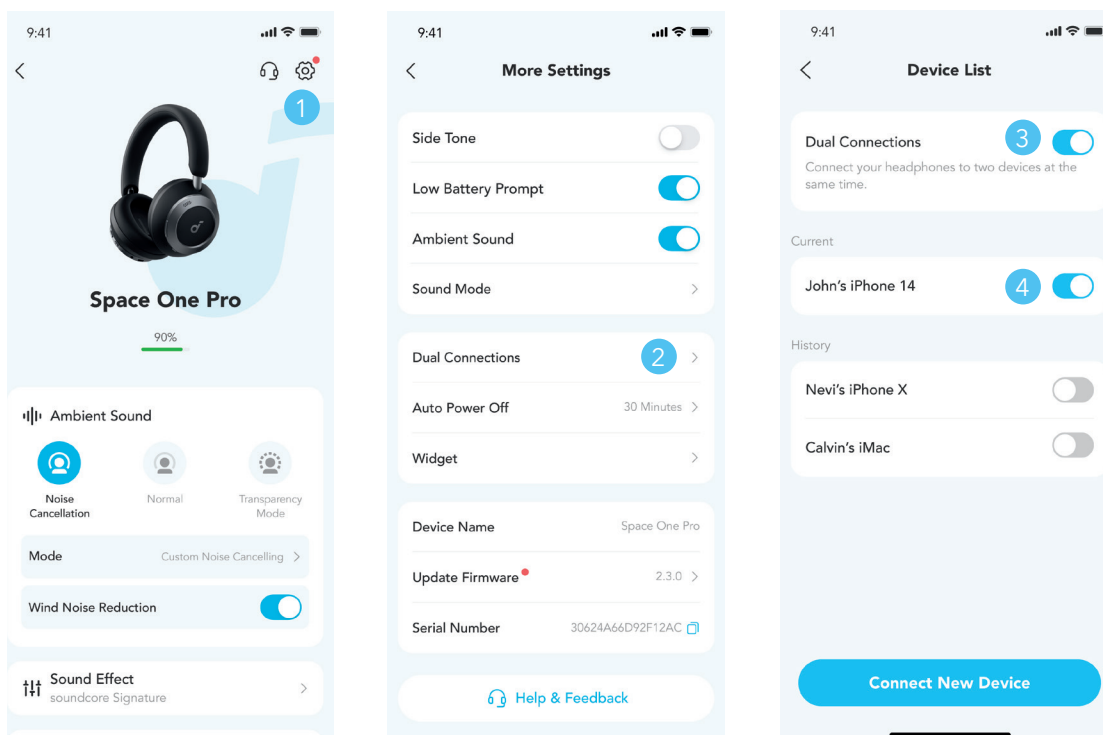 9:41
1
Space One Pro
90%
Ambient Sound
Noise Cancellation
Normal
Transparency Mode
Mode Custom Noise Cancelling >
Wind Noise Reduction
Sound Effect
soundcore Signature
9:41
More Settings
Side Tone
Low Battery Prompt
Ambient Sound
Sound Mode
Dual Connections 2
Auto Power Off 30 Minutes
Widget
Device Name Space One Pro
Update Firmware 2.3.0
Serial Number 30624A66D92F12AC
Help & Feedback
9:41
Device List
Dual Connections 3
Connect your headphones to two devices at the
same time.
Current
John's iPhone 14 4
History
Nevi's iPhone X
Calvin's iMac
Connect New Device